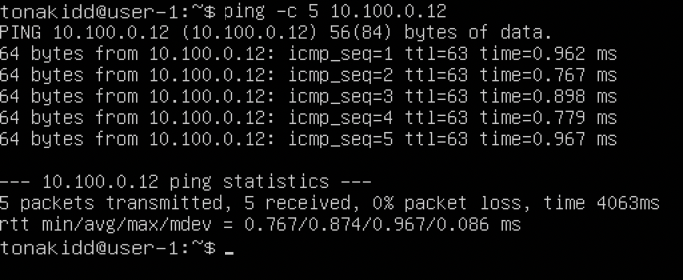 tonakidd@user-1:~$ ping -c 5 10.100.0.12
PING 10.100.0.12 (10.100.0.12) 56(84) bytes of data.
64 bytes from 10.100.0.12: icmp_seq=1 ttl=63 time=0.962 ms
64 bytes from 10.100.0.12: icmp_seq=2 ttl=63 time=0.767 ms
64 bytes from 10.100.0.12: icmp_seq=3 ttl=63 time=0.898 ms
64 bytes from 10.100.0.12: icmp_seq=4 ttl=63 time=0.779 ms
64 bytes from 10.100.0.12: icmp_seq=5 ttl=63 time=0.967 ms

--- 10.100.0.12 ping statistics ---
5 packets transmitted, 5 received, 0% packet loss, time 4063ms
rtt min/avg/max/mdev = 0.767/0.874/0.967/0.086 ms
tonakidd@user-1:~$ _